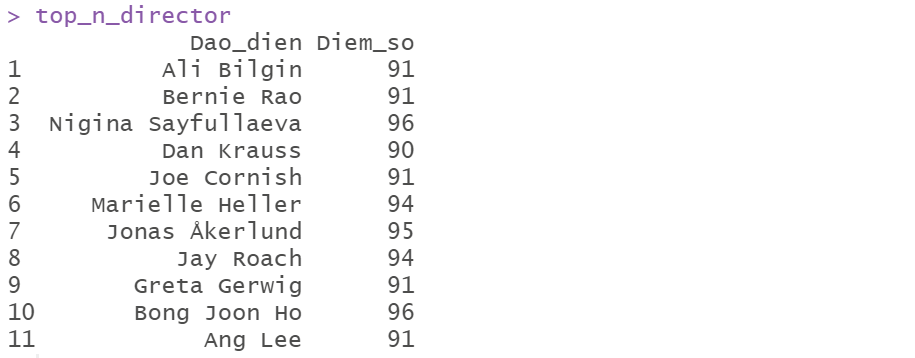 > top_n_director
Dao_dien Diem_so
1 Ali Bilgin 91
2 Bernie Rao 91
3 Nigina Sayfullaeva 96
4 Dan Krauss 90
5 Joe Cornish 91
6 Marielle Heller 94
7 Jonas Åkerlund 95
8 Jay Roach 94
9 Greta Gerwig 91
10 Bong Joon Ho 96
11 Ang Lee 91